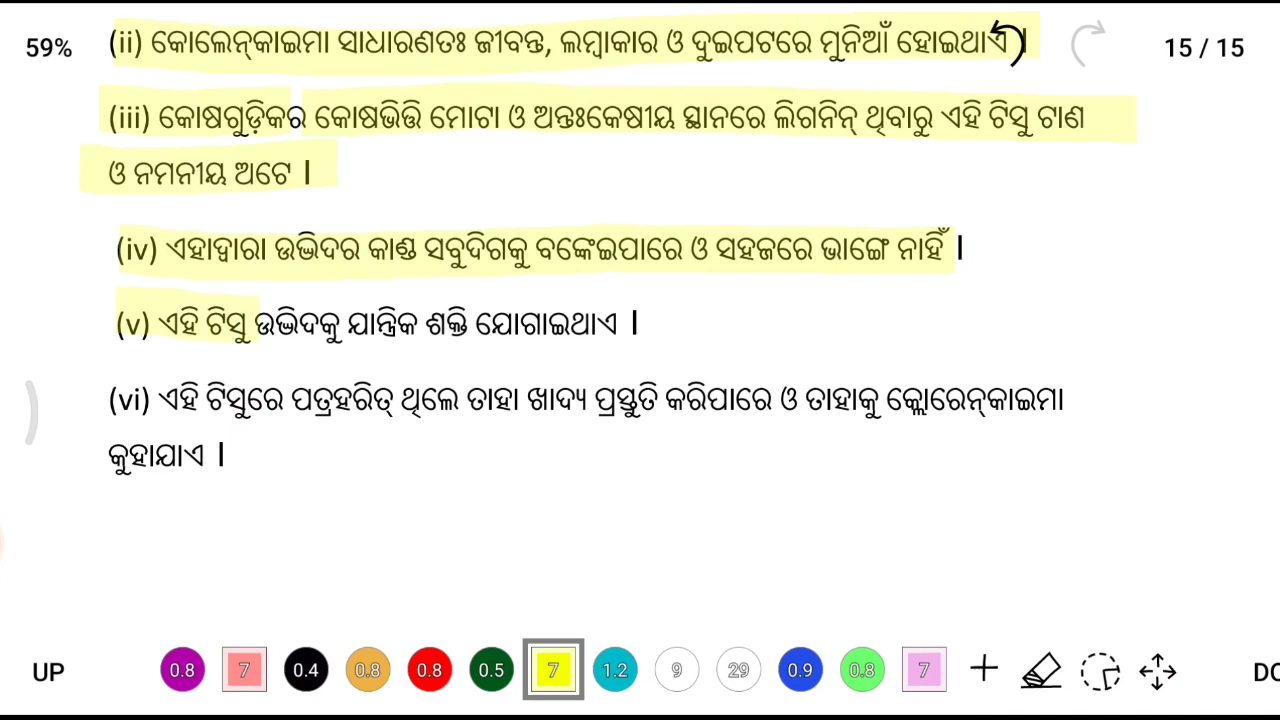 59%
15 / 15
(ii) କୋଲେନ୍‌କାଇମା ସାଧାରଣତଃ ଜୀବନ୍ତ, ଲମ୍ବାକାର ଓ ଦୁଇପଟରେ ମୁନିଆଁ ହୋଇଥାଏ ।
(iii) କୋଷଗୁଡ଼ିକର କୋଷଭିତ୍ତି ମୋଟା ଓ ଅନ୍ତଃକେଷୀୟ ସ୍ଥାନରେ ଲିଗନିନ୍ ଥିବାରୁ ଏହି ଟିସୁ ଟାଣ
ଓ ନମନୀୟ ଅଟେ ।
(iv) ଏହାଦ୍ୱାରା ଉଦ୍ଭିଦର କାଣ୍ଡ ସବୁଦିଗକୁ ବଙ୍କେଇପାରେ ଓ ସହଜରେ ଭାଙ୍ଗେ ନାହିଁ ।
(v) ଏହି ଟିସୁ ଉଦ୍ଭିଦକୁ ଯାନ୍ତ୍ରିକ ଶକ୍ତି ଯୋଗାଇଥାଏ ।
(vi) ଏହି ଟିସୁରେ ପତ୍ରହରିତ୍ ଥିଲେ ତାହା ଖାଦ୍ୟ ପ୍ରସ୍ତୁତି କରିପାରେ ଓ ତାହାକୁ କ୍ଲୋରେନ୍‌କାଇମା
କୁହାଯାଏ ।
UP 0.8 7 0.4 0.8 0.8 0.5 7 1.2 9 29 0.9 0.8 7 DO